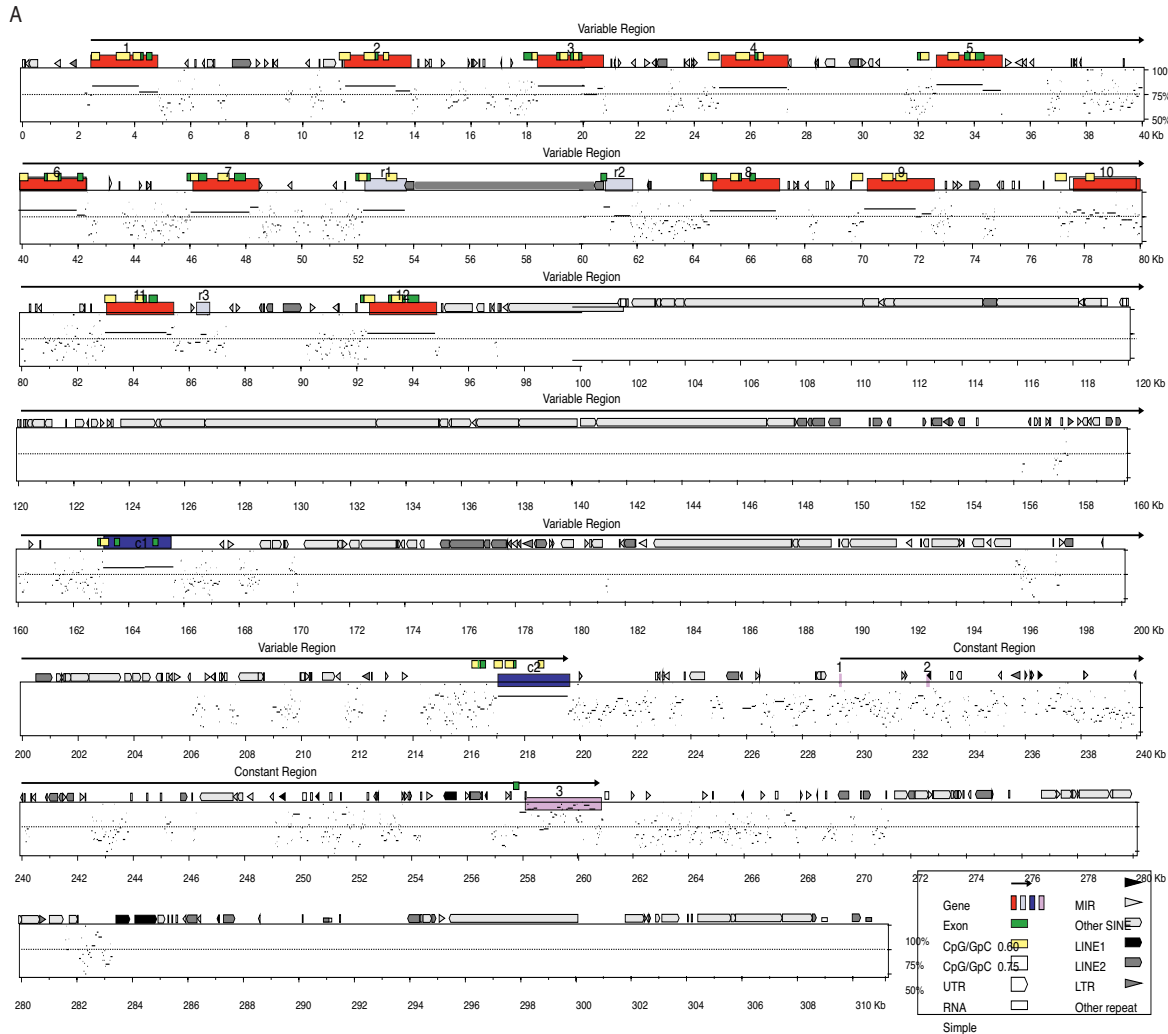 A
Variable Region
1 2 3 4 5
100
75%
50%
0 2 4 6 8 10 12 14 16 18 20 22 24 26 28 30 32 34 36 38 40 Kb
Variable Region
6 7 r1 r2 8 9 10
40 42 44 46 48 50 52 54 56 58 60 62 64 66 68 70 72 74 76 78 80 Kb
Variable Region
11 r3 12
80 82 84 86 88 90 92 94 96 98 100 102 104 106 108 110 112 114 116 118 120 Kb
Variable Region
120 122 124 126 128 130 132 134 136 138 140 142 144 146 148 150 152 154 156 158 160 Kb
Variable Region
c1
160 162 164 166 168 170 172 174 176 178 180 182 184 186 188 190 192 194 196 198 200 Kb
Variable Region Constant Region
c2 1 2
200 202 204 206 208 210 212 214 216 218 220 222 224 226 228 230 232 234 236 238 240 Kb
Constant Region
3
240 242 244 246 248 250 252 254 256 258 260 262 264 266 268 270 272 274 276 278 280 Kb
100%
75%
50%
280 282 284 286 288 290 292 294 296 298 300 302 304 306 308 310 Kb
Gene MIR
Exon Other SINE
CpG/GpC 0.60 LINE1
CpG/GpC 0.75 LINE2
UTR LTR
RNA Other repeat
Simple